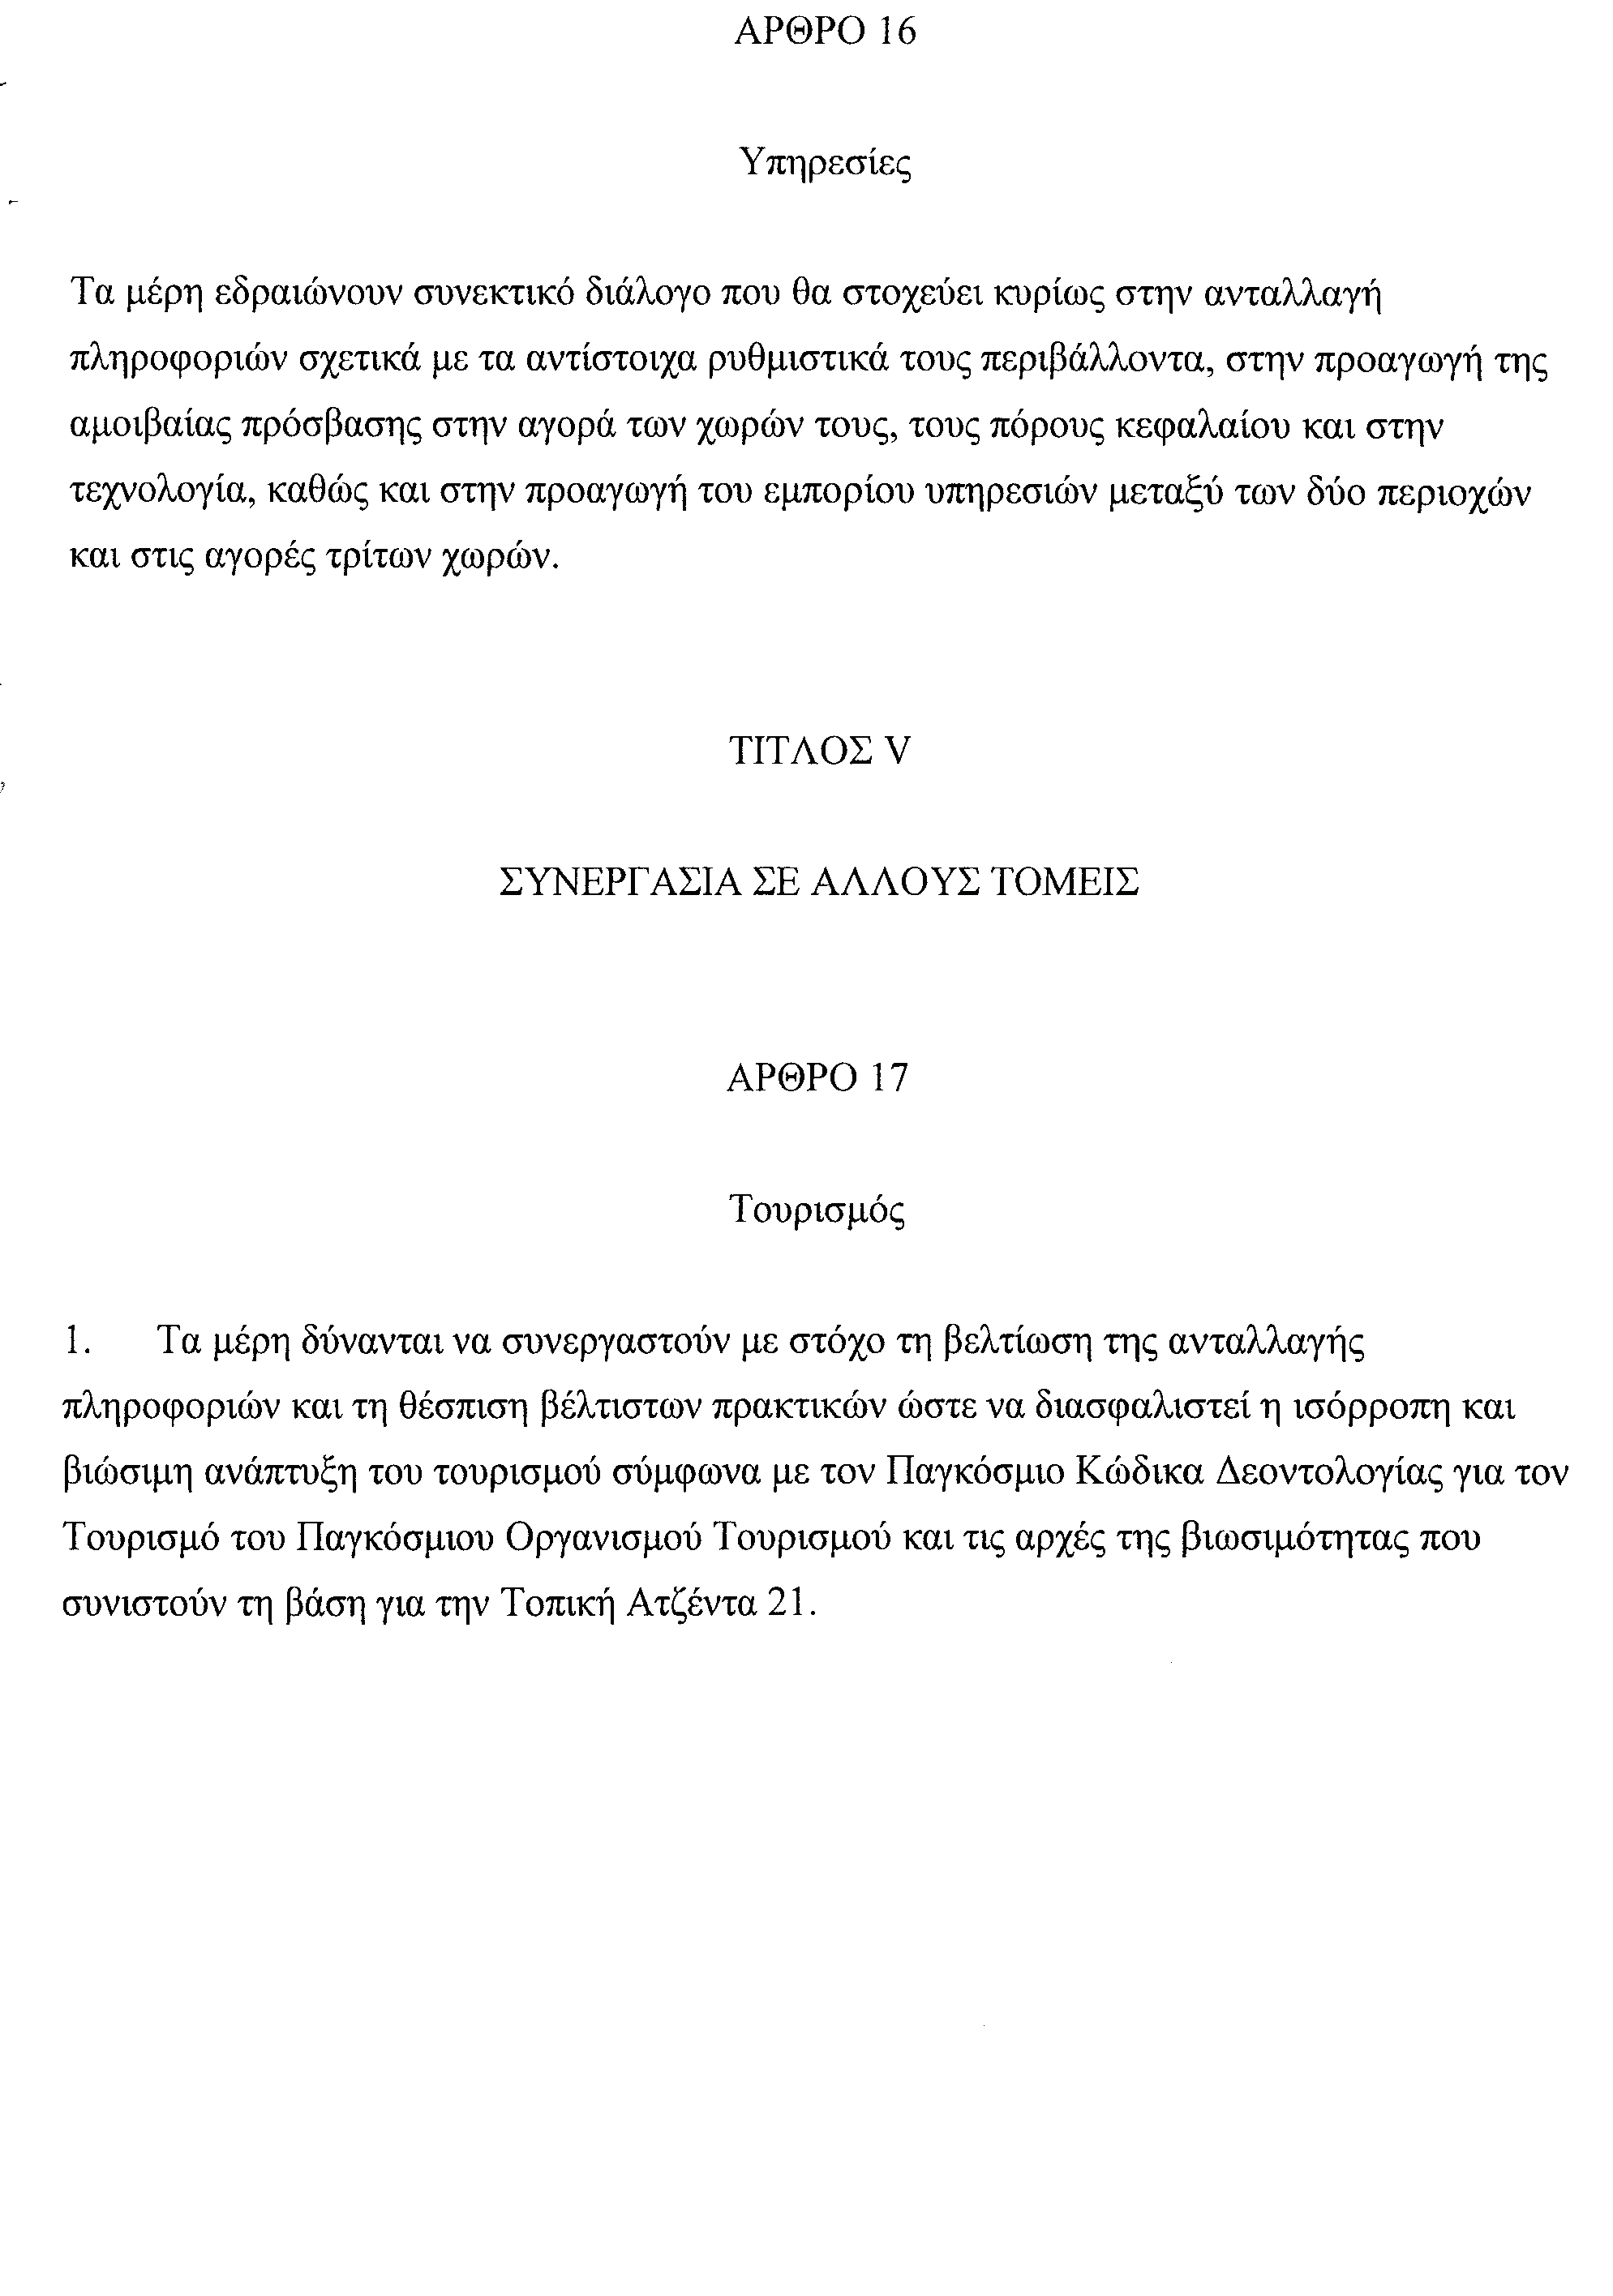 ΑΡΘΡΟ 16
Υπηρεσίες
Τα μέρη εδραιώνουν συνεκτικό διάλογο που θα στοχεύει κυρίως στην ανταλλαγή
πληροφοριών σχετικά με τα αντίστοιχα ρυθμιστικά τους περιβάλλοντα, στην προαγωγή της
αμοιβαίας πρόσβασης στην αγορά των χωρών τους, τους πόρους κεφαλαίου και στην
τεχνολογία, καθώς και στην προαγωγή του εμπορίου υπηρεσιών μεταξύ των δύο περιοχών
και στις αγορές τρίτων χωρών.
ΤΙΤΛΟΣ V
ΣΥΝΕΡΓΑΣΙΑ ΣΕ ΑΛΛΟΥΣ ΤΟΜΕΙΣ
ΑΡΘΡΟ 17
Τουρισμός
1. Τα μέρη δύνανται να συνεργαστούν με στόχο τη βελτίωση της ανταλλαγής
πληροφοριών και τη θέσπιση βέλτιστων πρακτικών ώστε να διασφαλιστεί η ισόρροπη και
βιώσιμη ανάπτυξη του τουρισμού σύμφωνα με τον Παγκόσμιο Κώδικα Δεοντολογίας για τον
Τουρισμό του Παγκόσμιου Οργανισμού Τουρισμού και τις αρχές της βιωσιμότητας που
συνιστούν τη βάση για την Τοπική Ατζέντα 21.